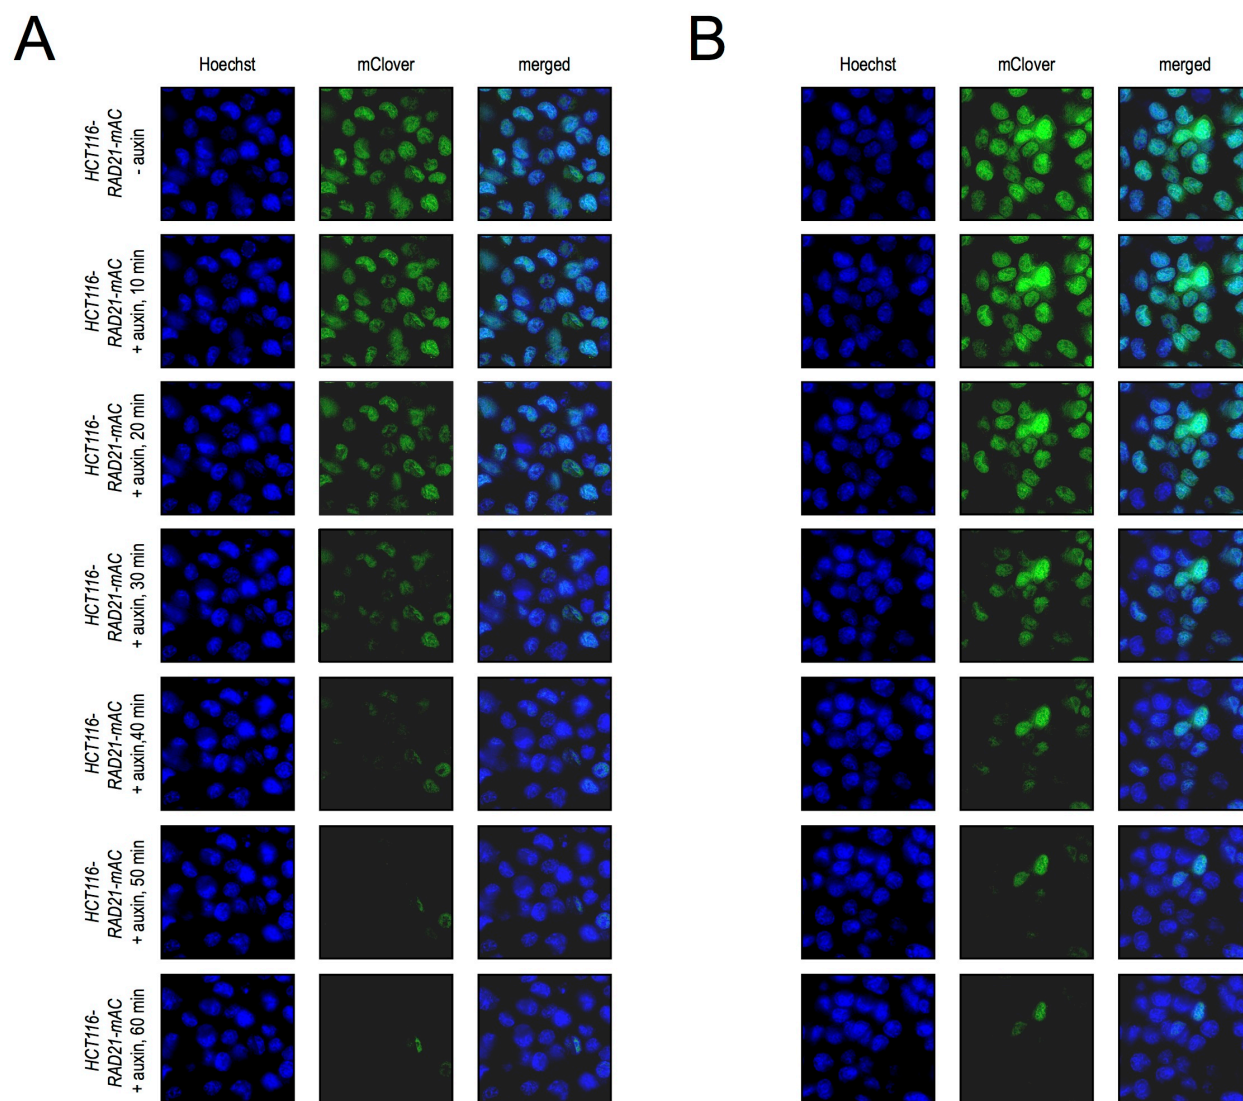 A
B
Hoechst
mClover
merged
Hoechst
mClover
merged
HCT116-
RAD21-mAC
- auxin
HCT116-
RAD21-mAC
+ auxin, 10 min
HCT116-
RAD21-mAC
+ auxin, 20 min
HCT116-
RAD21-mAC
+ auxin, 30 min
HCT116-
RAD21-mAC
+ auxin,40 min
HCT116-
RAD21-mAC
+ auxin, 50 min
HCT116-
RAD21-mAC
+ auxin, 60 min